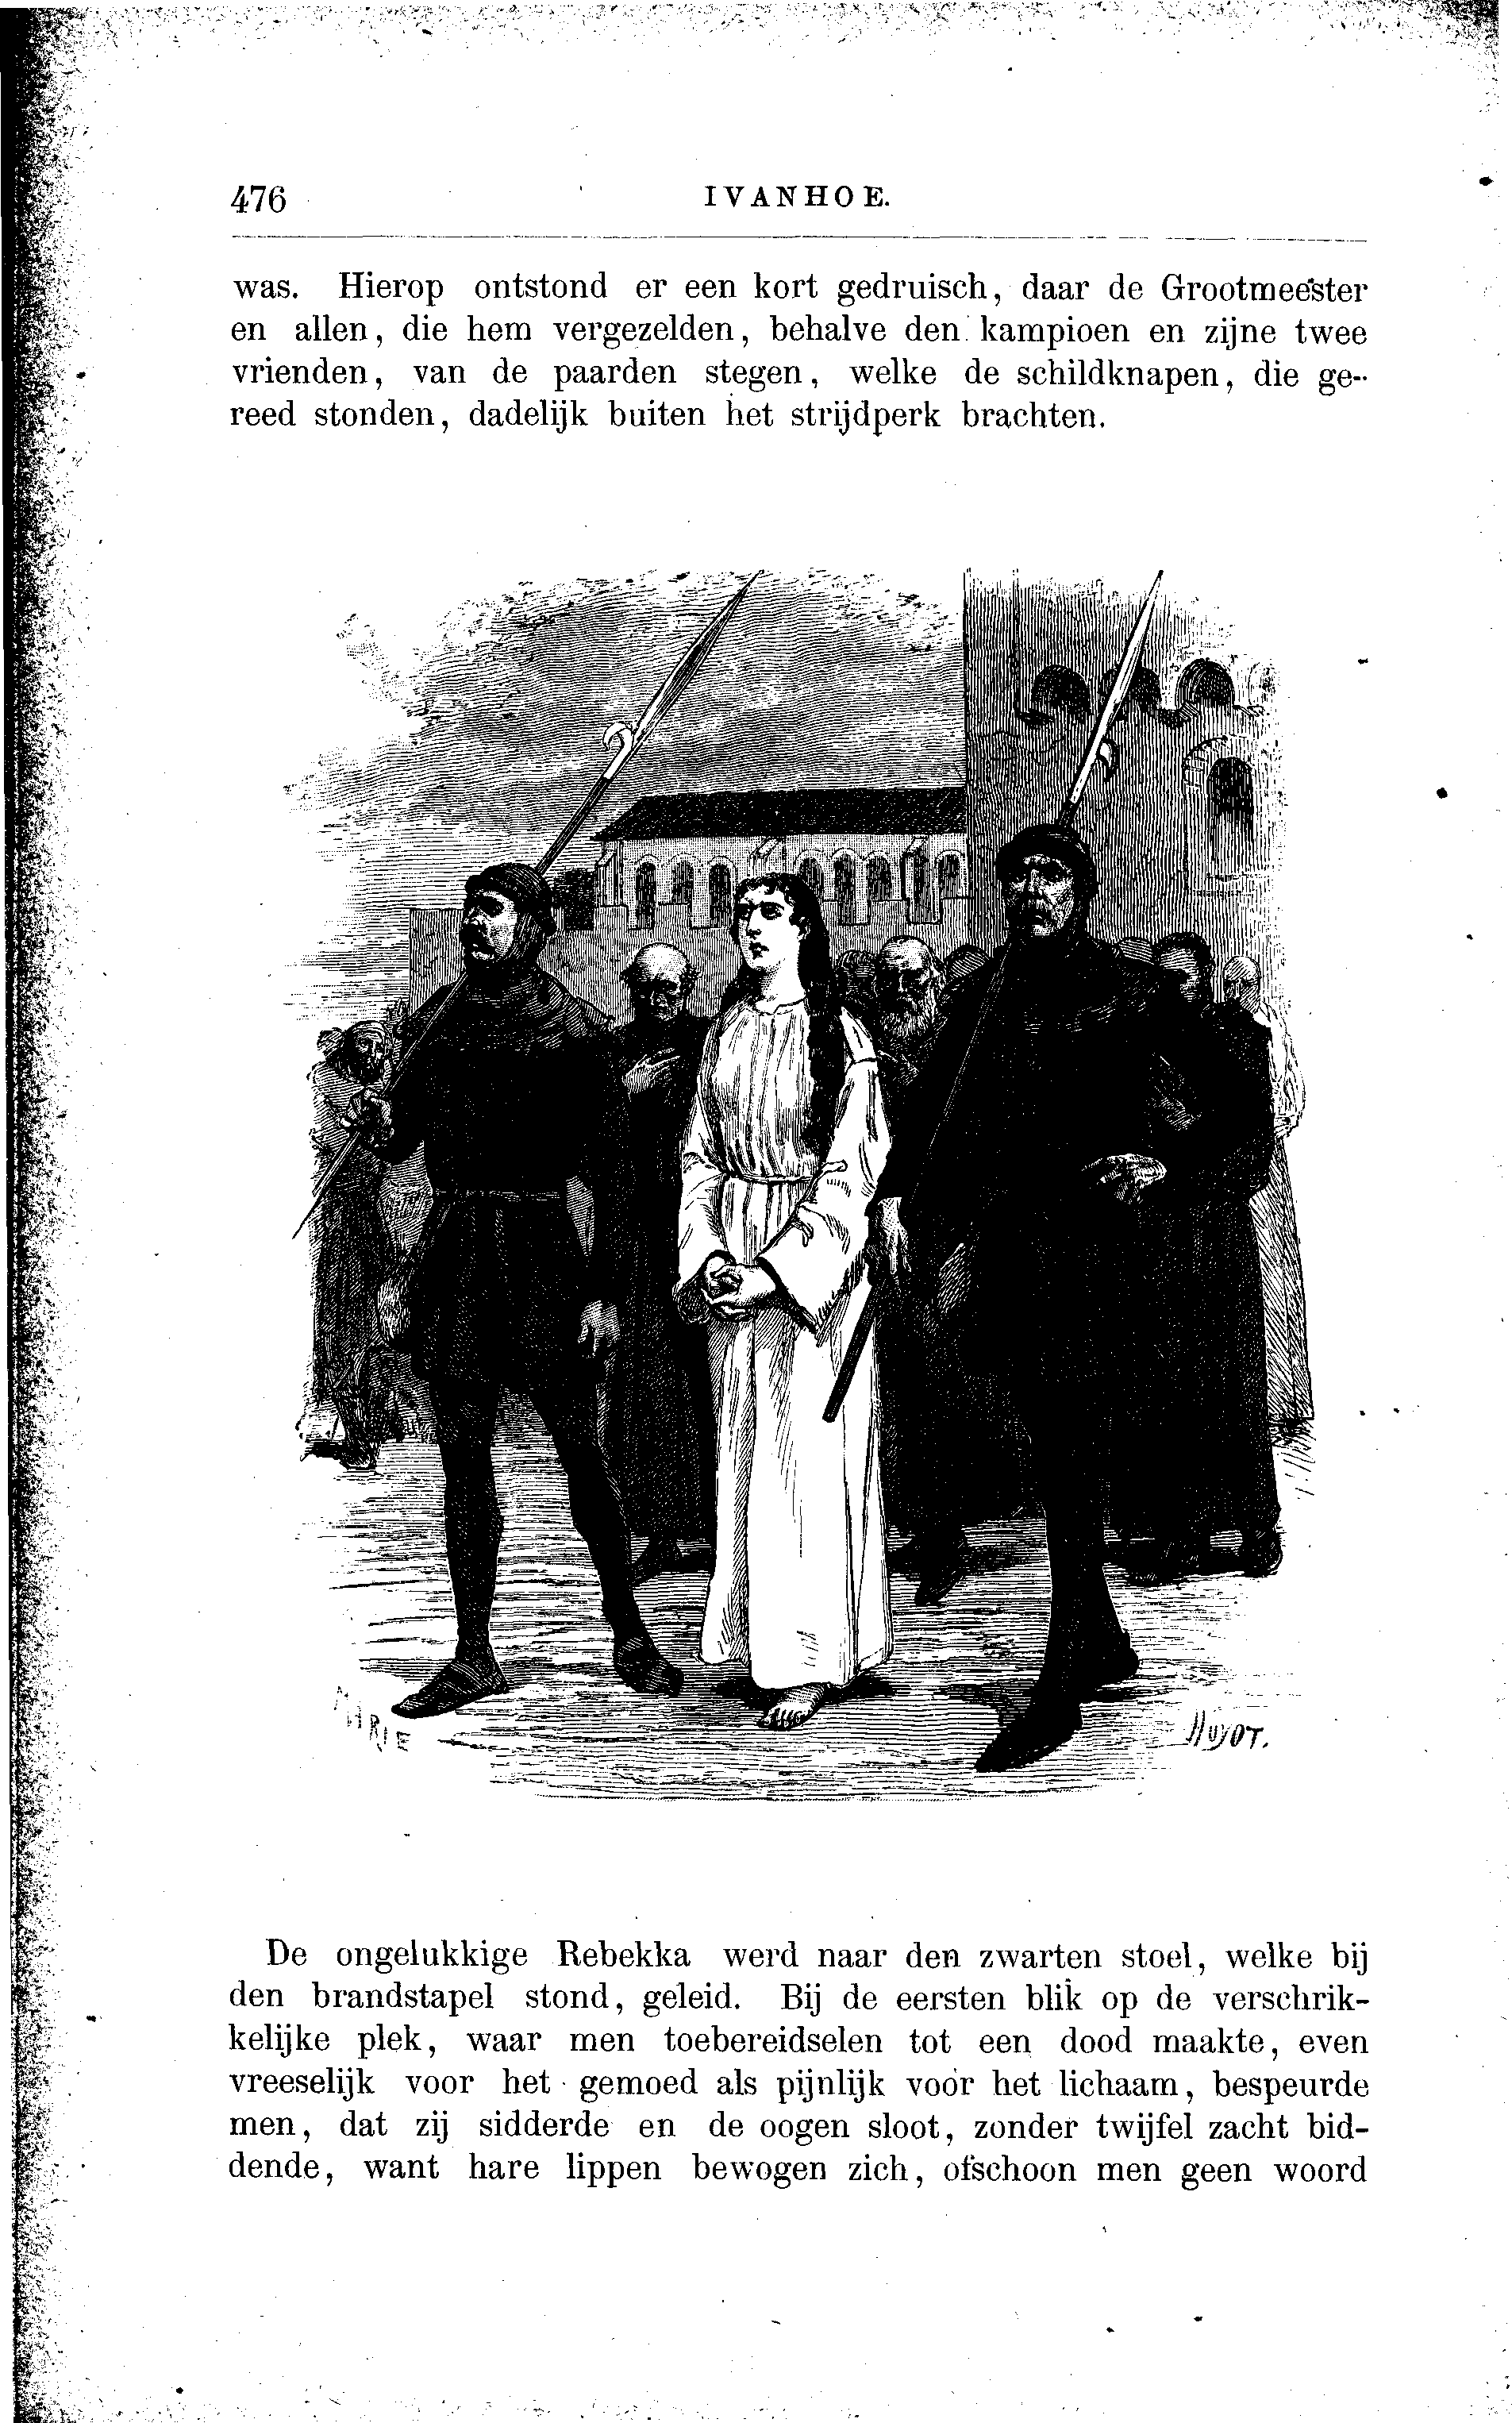 476 IVANHOE.
was. Hierop ontstond er een kort gedruisch, daar de Grootmeester
en allen, die hem vergezelden, behalve den kampioen en zijne twee
vrienden, van de paarden stegen, welke de schildknapen, die ge-
reed stonden, dadelijk buiten het strijdperk brachten.
MARIE
HUYOT.
De ongelukkige Rebekka werd naar den zwarten stoel, welke bij
den brandstapel stond, geleid. Bij de eersten blik op de verschrik-
kelijke plek, waar men toebereidselen tot een dood maakte, even
vreeselijk voor het gemoed als pijnlijk voor het lichaam, bespeurde
men, dat zij sidderde en de oogen sloot, zonder twijfel zacht bid-
dende, want hare lippen bewogen zich, ofschoon men geen woord